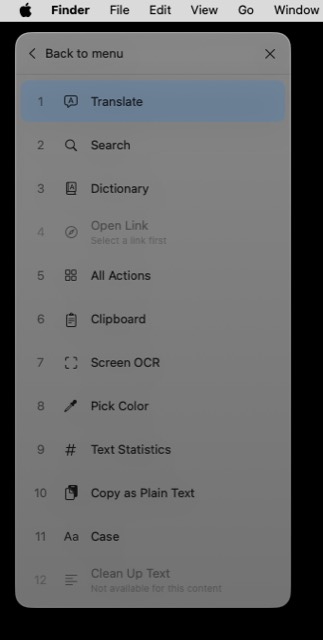 Finder File Edit View Go Window
Back to menu
1 Translate
2 Search
3 Dictionary
4 Open Link
Select a link first
5 All Actions
6 Clipboard
7 Screen OCR
8 Pick Color
9 Text Statistics
10 Copy as Plain Text
11 Aa Case
12 Clean Up Text
Not available for this content